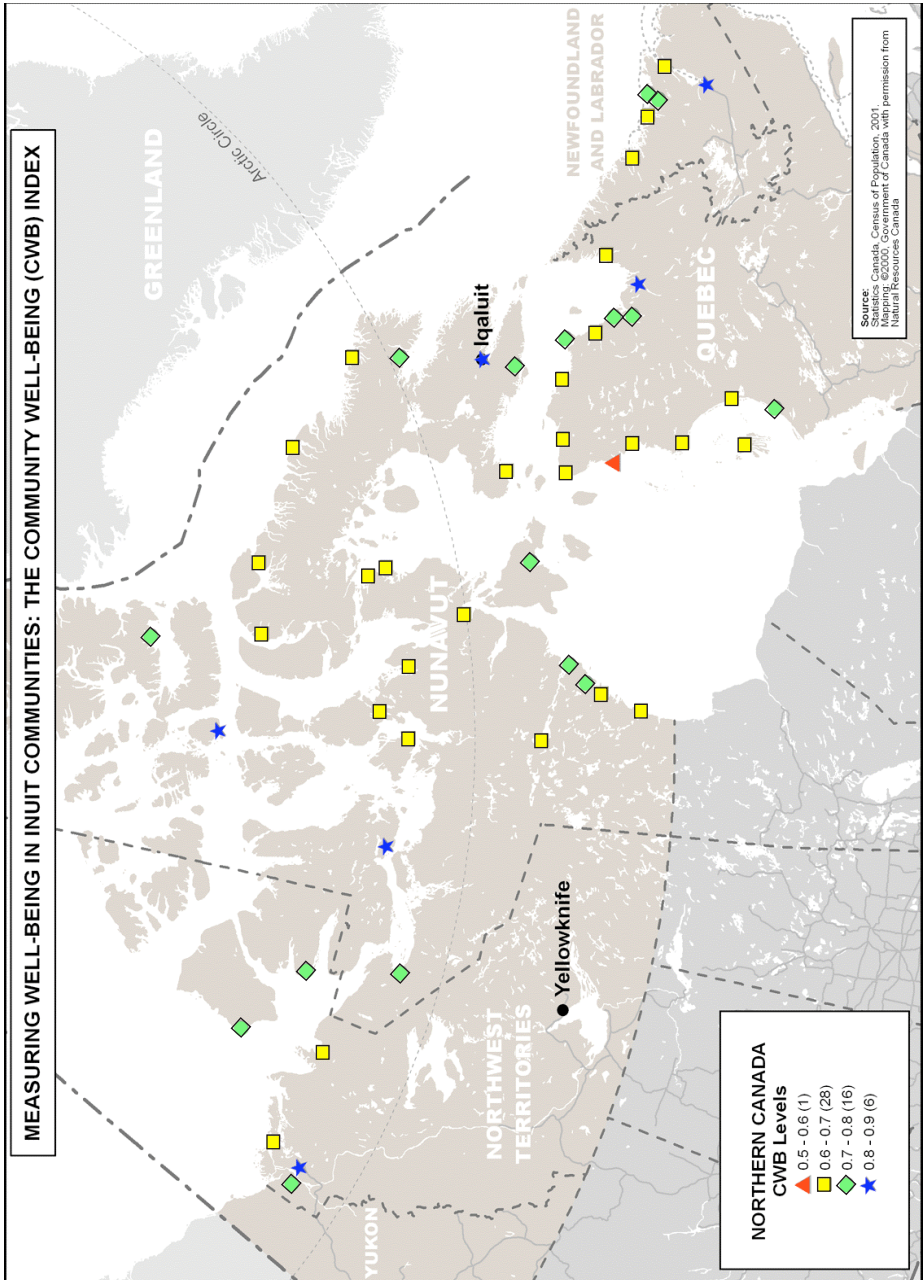 MEASURING WELL-BEING IN INUIT COMMUNITIES: THE COMMUNITY WELL-BEING (CWB) INDEX
GREENLAND
Arctic Circle
NEWFOUNDLAND
AND LABRADOR
Iqaluit
QUEBEC
NUNAVUT
Yellowknife
NORTHWEST
TERRITORIES
YUKON
NORTHERN CANADA
CWB Levels
0.5 - 0.6 (1)
0.6 - 0.7 (28)
0.7 - 0.8 (16)
0.8 - 0.9 (6)
Source:
Statistics Canada, Census of Population, 2001.
Mapping: ©2000. Government of Canada with permission from
Natural Resources Canada